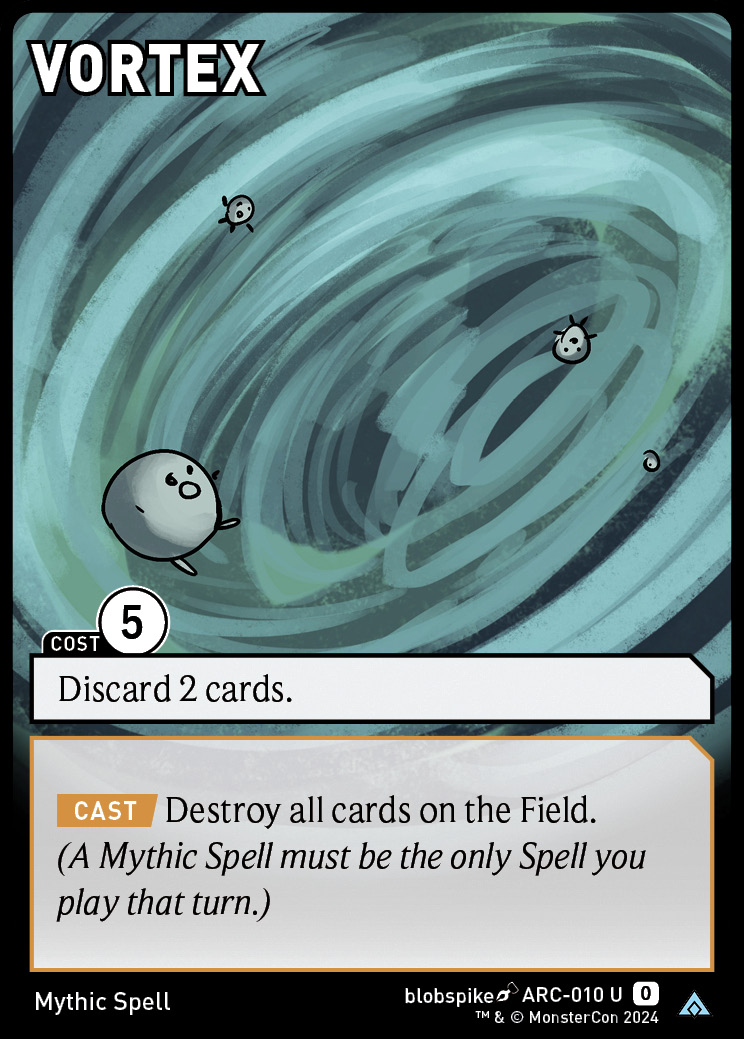 VORTEX
COST 5
Discard 2 cards.
CAST Destroy all cards on the Field.
(A Mythic Spell must be the only Spell you
play that turn.)
Mythic Spell
blobspike ARC-010 U 0
™ & © MonsterCon 2024